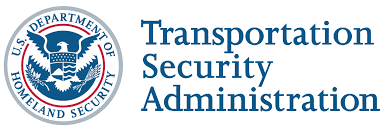 U.S. DEPARTMENT OF
HOMELAND SECURITY
Transportation
Security
Administration